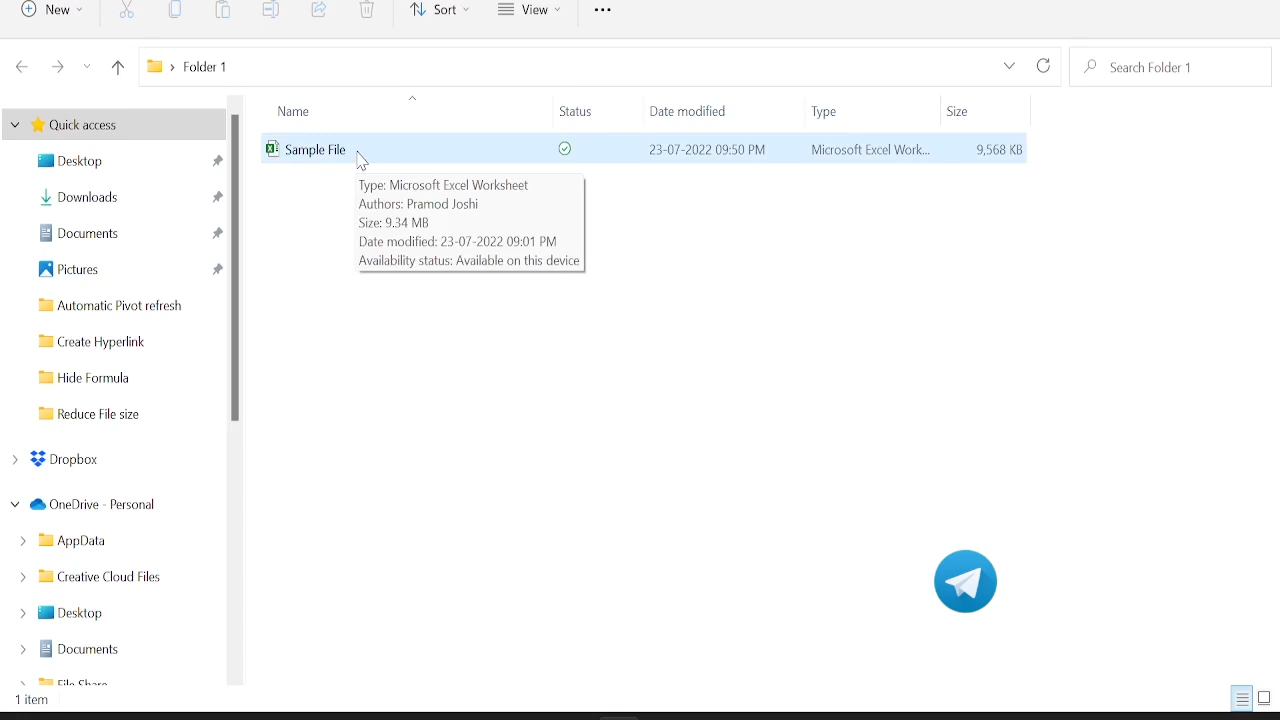 New
Sort
View
Folder 1
Search Folder 1
Name
Status
Date modified
Type
Size
Quick access
Sample File
23-07-2022 09:50 PM
Microsoft Excel Work...
9,568 KB
Type: Microsoft Excel Worksheet
Authors: Pramod Joshi
Size: 9.34 MB
Date modified: 23-07-2022 09:01 PM
Availability status: Available on this device
Desktop
Downloads
Documents
Pictures
Automatic Pivot refresh
Create Hyperlink
Hide Formula
Reduce File size
Dropbox
OneDrive - Personal
AppData
Creative Cloud Files
Desktop
Documents
File Share
1 item